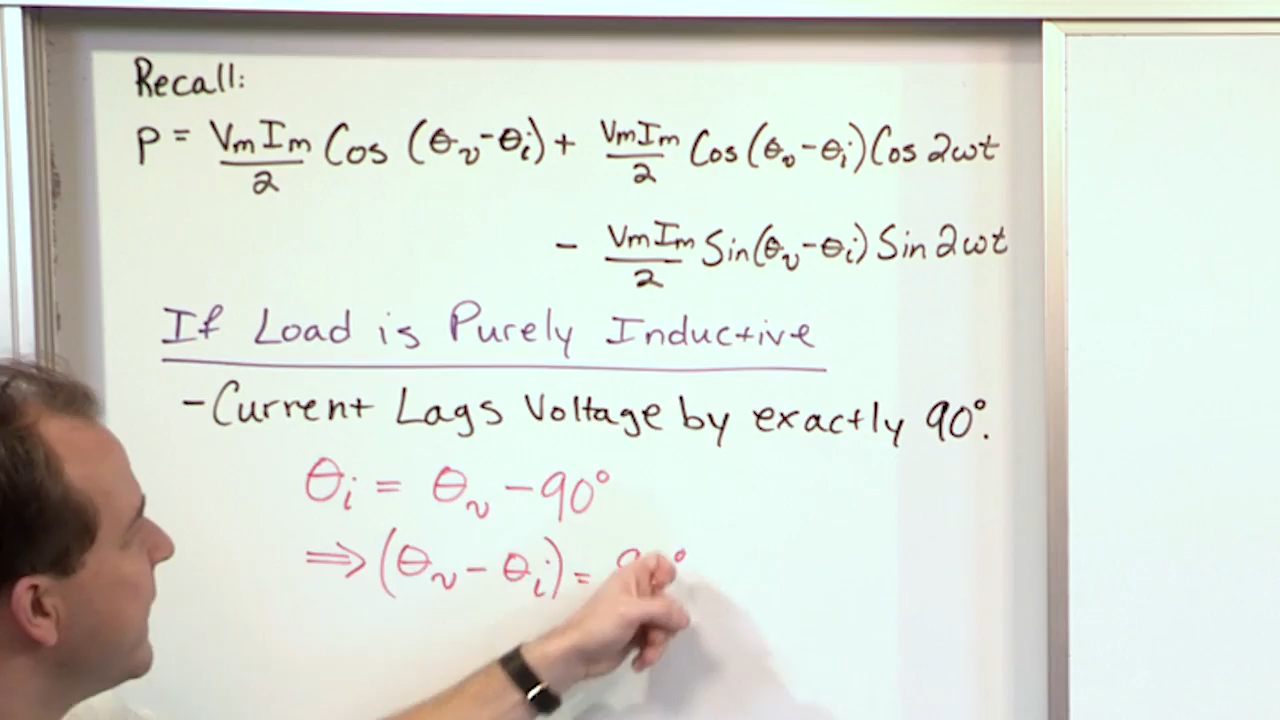 Recall:
p = VmIm/2 Cos (θv-θi) + VmIm/2 Cos(θv-θi) Cos 2ωt
- VmIm/2 Sin(θv-θi) Sin 2ωt
If Load is Purely Inductive
- Current Lags Voltage by exactly 90°.
θi = θv - 90°
⇒ (θv - θi) =